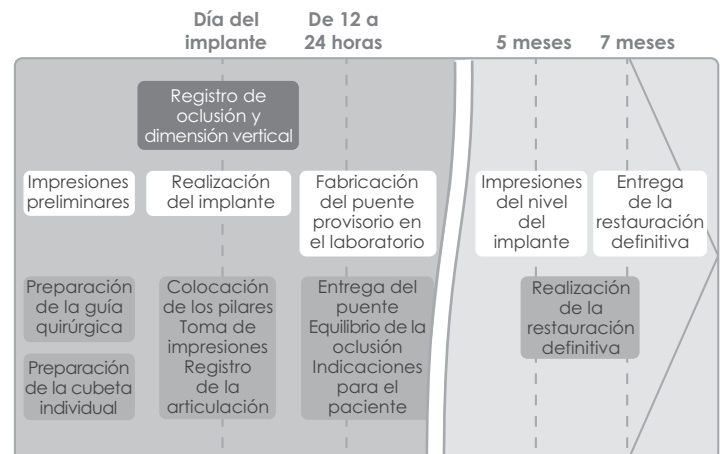 Día del
implante
De 12 a
24 horas
5 meses
7 meses
Registro de
oclusión y
dimensión vertical
Impresiones
preliminares
Realización
del implante
Fabricación
del puente
provisorio en
el laboratorio
Impresiones
del nivel
del
implante
Entrega
de la
restauración
definitiva
Preparación
de la guía
quirúrgica
Preparación
de la cubeta
individual
Colocación
de los pilares
Toma de
impresiones
Registro
de la
articulación
Entrega del
puente
Equilibrio de la
oclusión
Indicaciones
para el
paciente
Realización
de la
restauración
definitiva